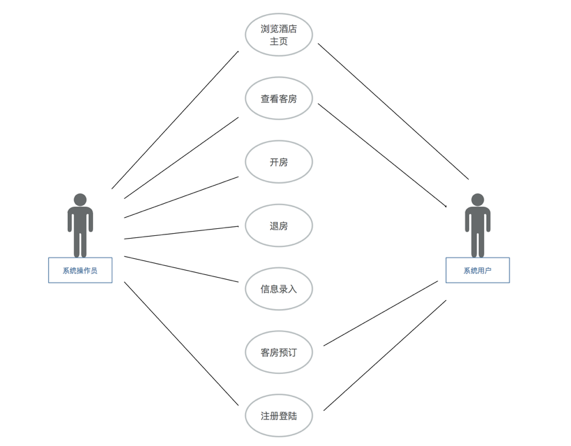 浏览酒店
主页
查看客房
开房
退房
系统操作员
系统用户
信息录入
客房预订
注册登陆